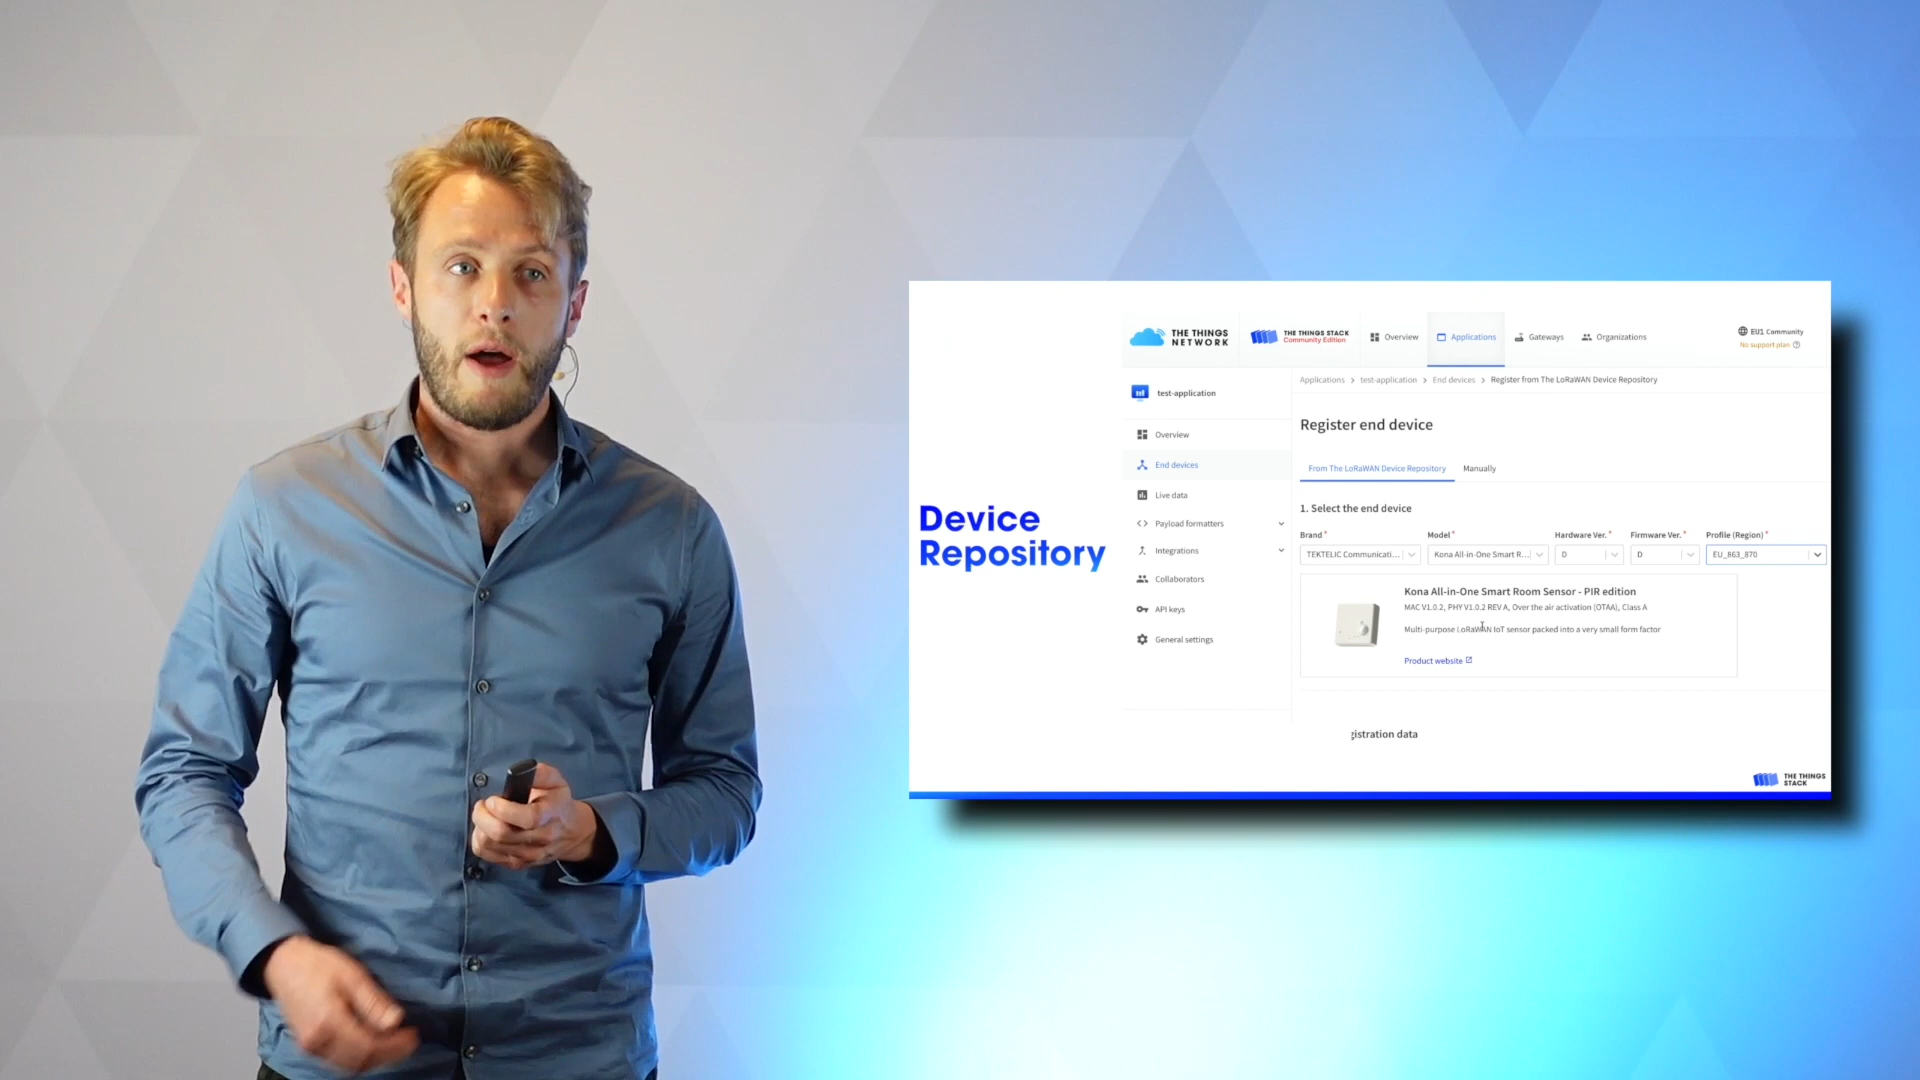 Device
Repository
THE THINGS
NETWORK
THE THINGS STACK
Community Edition
Overview
Applications
Gateways
Organizations
EU1 Community
No support plan
Applications > test-application > End devices > Register from The LoRaWAN Device Repository
test-application
Overview
End devices
Live data
Payload formatters
Integrations
Collaborators
API keys
General settings
Register end device
From The LoRaWAN Device Repository
Manually
1. Select the end device
Brand *
Model *
Hardware Ver. *
Firmware Ver. *
Profile (Region) *
TEKTELIC Communicati...
Kona All-in-One Smart R...
D
D
EU_863_870
Kona All-in-One Smart Room Sensor - PIR edition
MAC V1.0.2, PHY V1.0.2 REV A, Over the air activation (OTAA), Class A
Multi-purpose LoRaWAN IoT sensor packed into a very small form factor
Product website
gistration data
THE THINGS
STACK